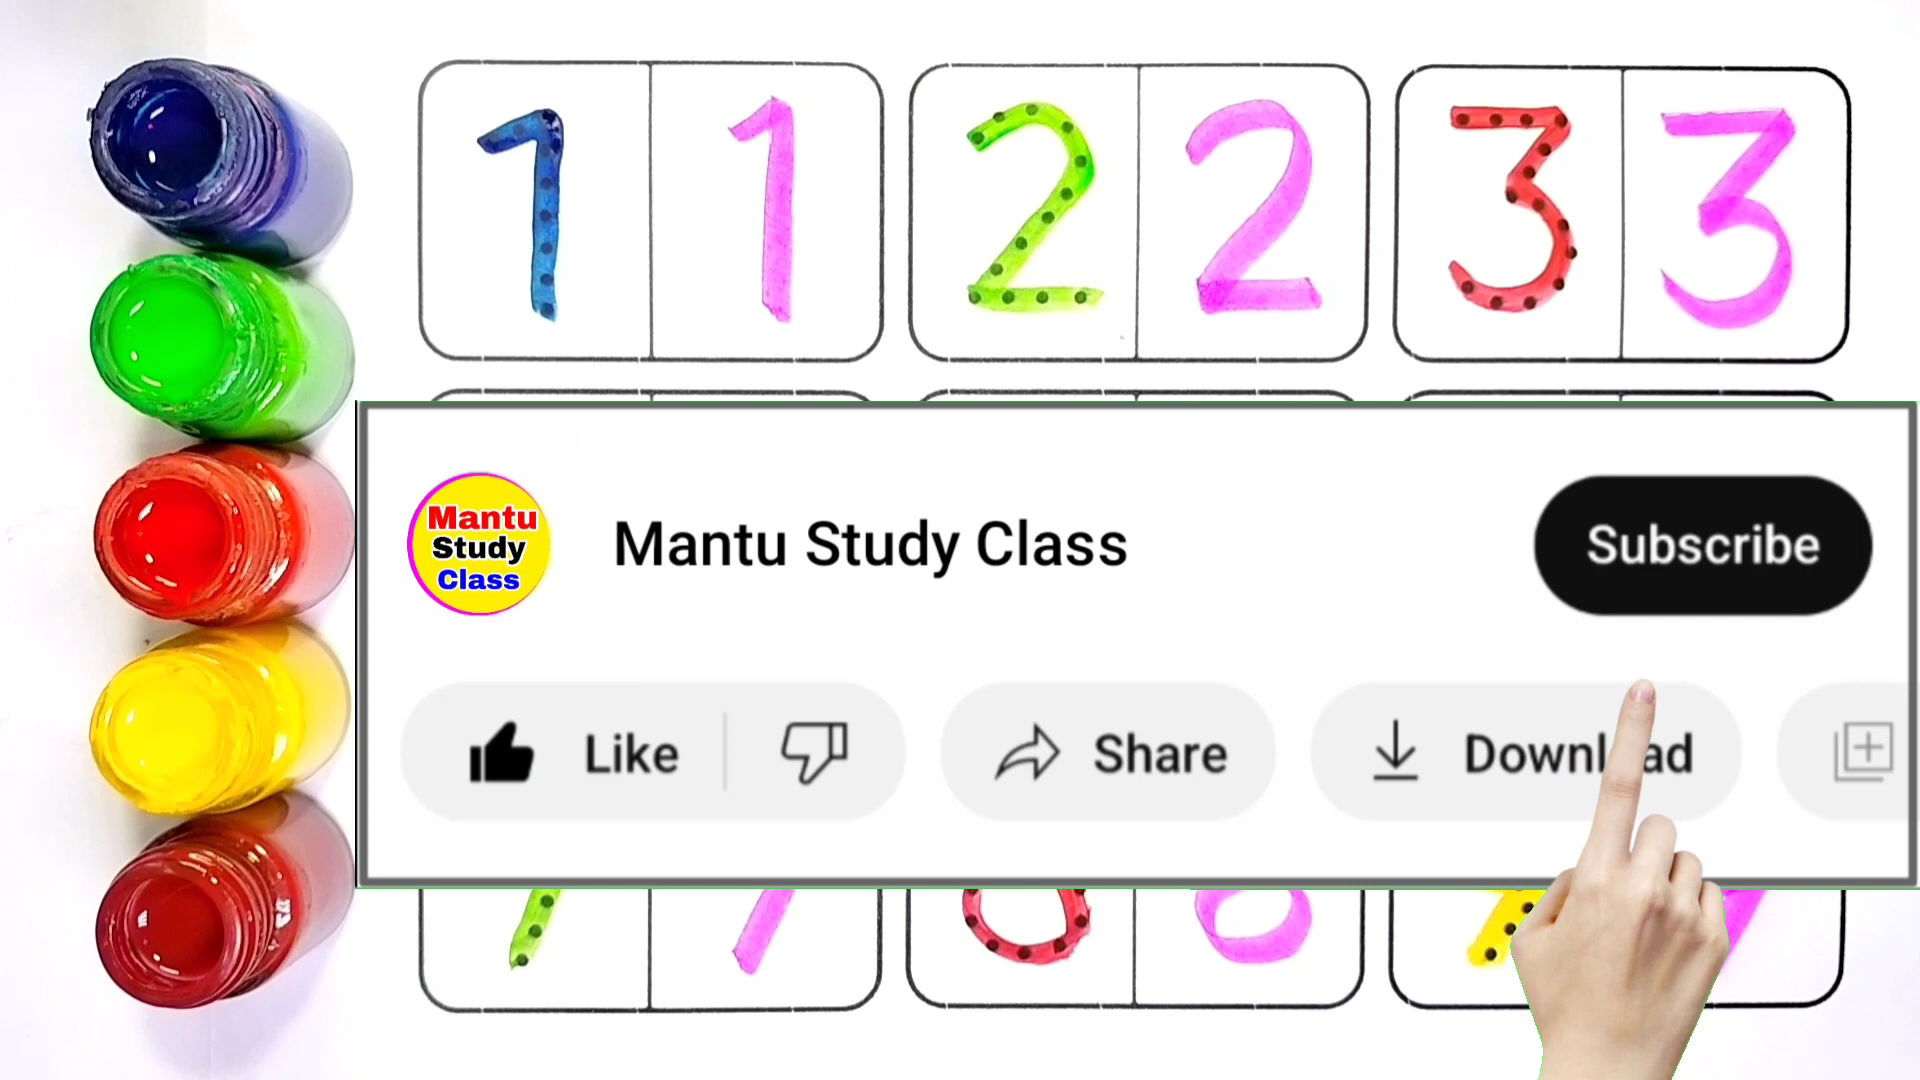 1 1 2 2 3 3
Mantu
Study
Class
Mantu Study Class
Subscribe
Like
Share
Download